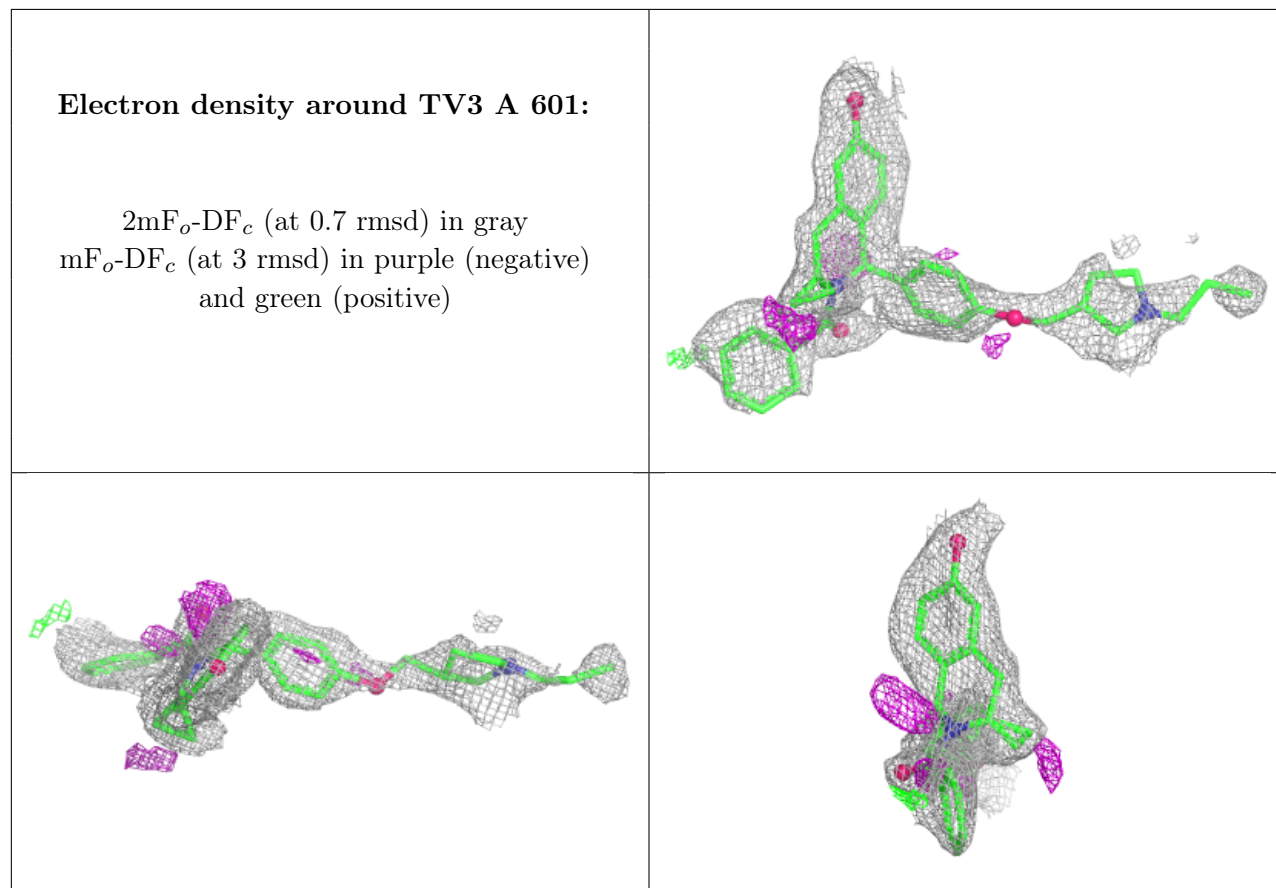 Electron density around TV3 A 601:
2mFo-DFc (at 0.7 rmsd) in gray
mFo-DFc (at 3 rmsd) in purple (negative)
and green (positive)